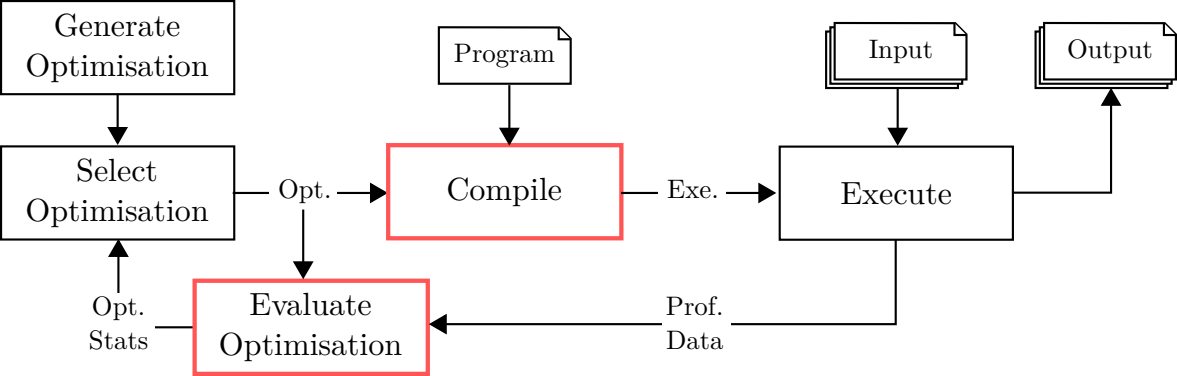 Generate
Optimisation
Program
Input
Output
Select
Optimisation
Opt.
Compile
Exe.
Execute
Opt.
Stats
Evaluate
Optimisation
Prof.
Data